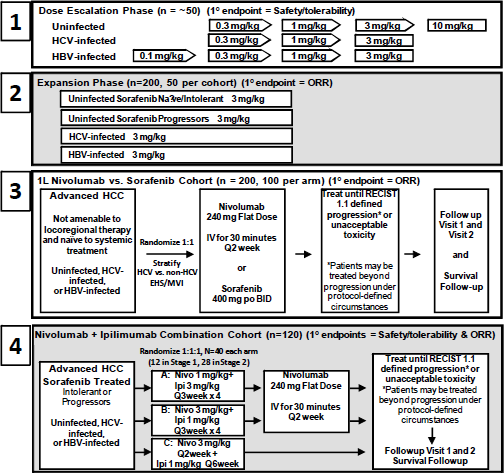 1
Dose Escalation Phase (n = ~50) (1º endpoint = Safety/tolerability)
Uninfected 0.3 mg/kg 1 mg/kg 3 mg/kg 10 mg/kg
HCV-infected 0.3 mg/kg 1 mg/kg 3 mg/kg
HBV-infected 0.1 mg/kg 0.3 mg/kg 1 mg/kg 3 mg/kg
2
Expansion Phase (n=200, 50 per cohort) (1º endpoint = ORR)
Uninfected Sorafenib Na?re/Intolerant 3 mg/kg
Uninfected Sorafenib Progressors 3 mg/kg
HCV-infected 3 mg/kg
HBV-infected 3 mg/kg
3
1L Nivolumab vs. Sorafenib Cohort (n = 200, 100 per arm) (1º endpoint = ORR)
Advanced HCC
Not amenable to
locoregional therapy
and naïve to systemic
treatment
Uninfected, HCV-
infected,
or HBV-infected
Randomize 1:1
Stratify
HCV vs. non-HCV
EHS/MVI
Nivolumab
240 mg Flat Dose
IV for 30 minutes
Q2 week
or
Sorafenib
400 mg po BID
Treat until RECIST
1.1 defined
progression* or
unacceptable
toxicity
*Patients may be
treated beyond
progression under
protocol-defined
circumstances
Follow up
Visit 1 and
Visit 2
and
Survival
Follow-up
4
Nivolumab + Ipilimumab Combination Cohort (n=120) (1º endpoints = Safety/tolerability & ORR)
Advanced HCC
Sorafenib Treated
Intolerant or
Progressors
Uninfected, HCV-
infected,
or HBV-infected
Randomize 1:1:1, N=40 each arm
(12 in Stage 1, 28 in Stage 2)
A: Nivo 1 mg/kg+
Ipi 3 mg/kg
Q3week x 4
B: Nivo 3 mg/kg+
Ipi 1 mg/kg
Q3week x 4
C: Nivo 3 mg/kg
Q2week +
Ipi 1 mg/kg Q6week
Nivolumab
240 mg Flat Dose
IV for 30 minutes
Q2 week
Treat until RECIST 1.1
defined progression* or
unacceptable toxicity
*Patients may be treated
beyond progression under
protocol-defined
circumstances
Followup Visit 1 and 2
Survival Followup